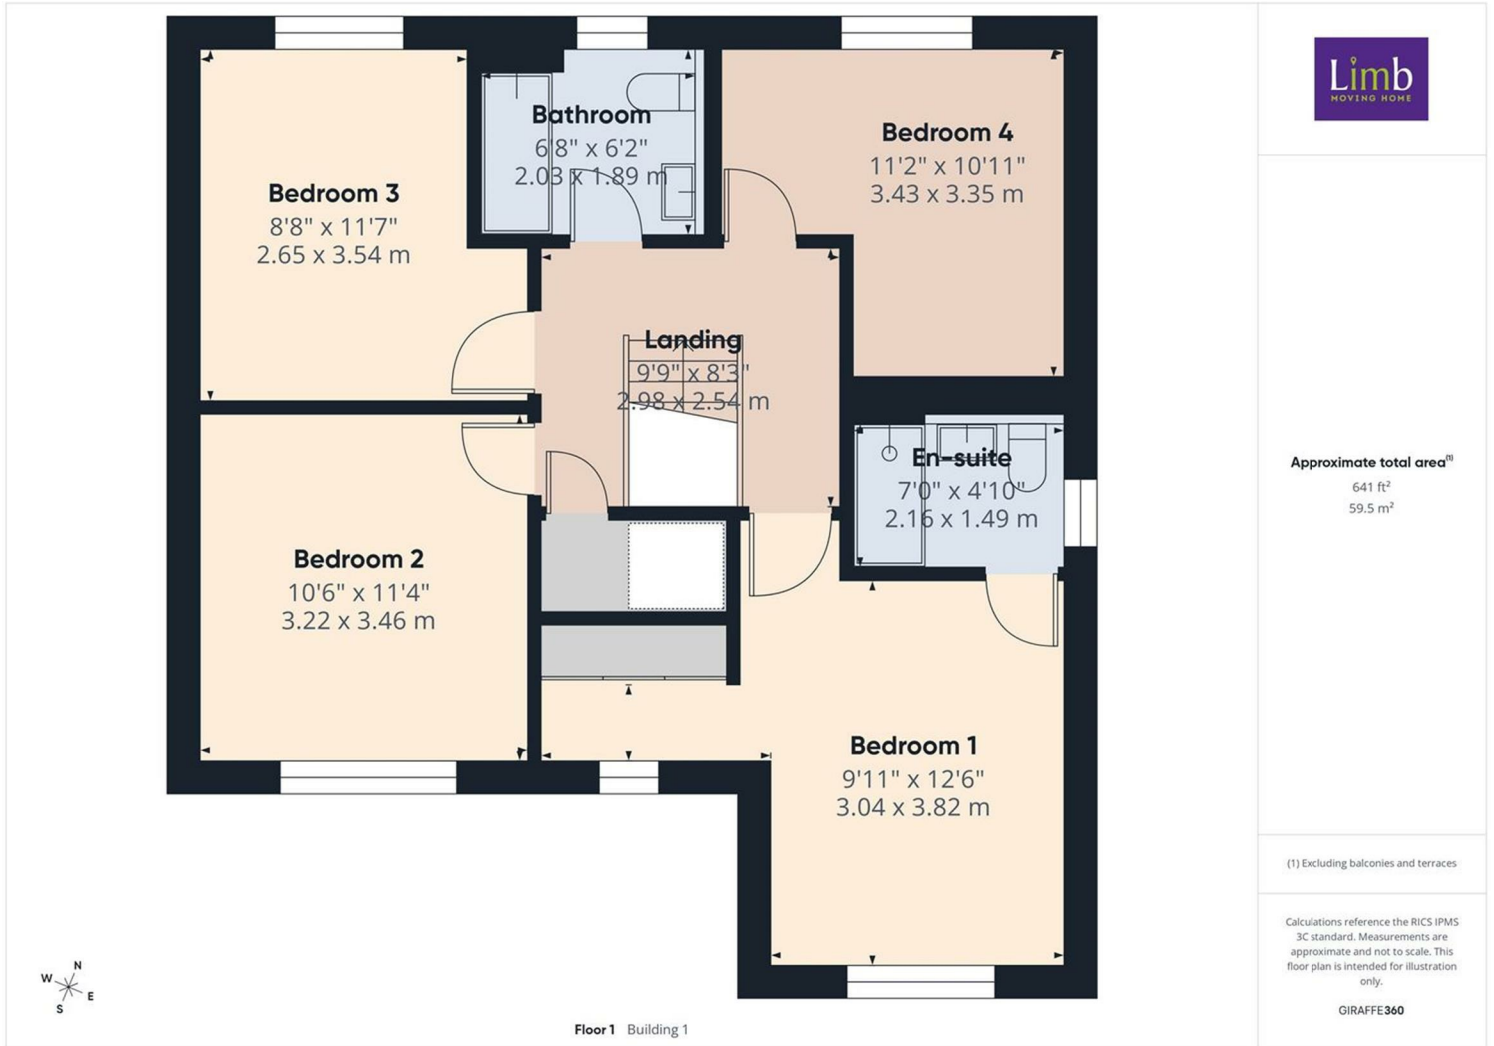 Bedroom 3
8'8" x 11'7"
2.65 x 3.54 m
Bathroom
6'8" x 6'2"
2.03 x 1.89 m
Bedroom 4
11'2" x 10'11"
3.43 x 3.35 m
Landing
9'9" x 8'3"
2.98 x 2.54 m
En-suite
7'0" x 4'10"
2.16 x 1.49 m
Bedroom 2
10'6" x 11'4"
3.22 x 3.46 m
Bedroom 1
9'11" x 12'6"
3.04 x 3.82 m
N
W
E
S
Floor 1 Building 1
Limb
MOVING HOME
Approximate total area(1)
641 ft²
59.5 m²
(1) Excluding balconies and terraces
Calculations reference the RICS IPMS
3C standard. Measurements are
approximate and not to scale. This
floor plan is intended for illustration
only.
GIRAFFE360